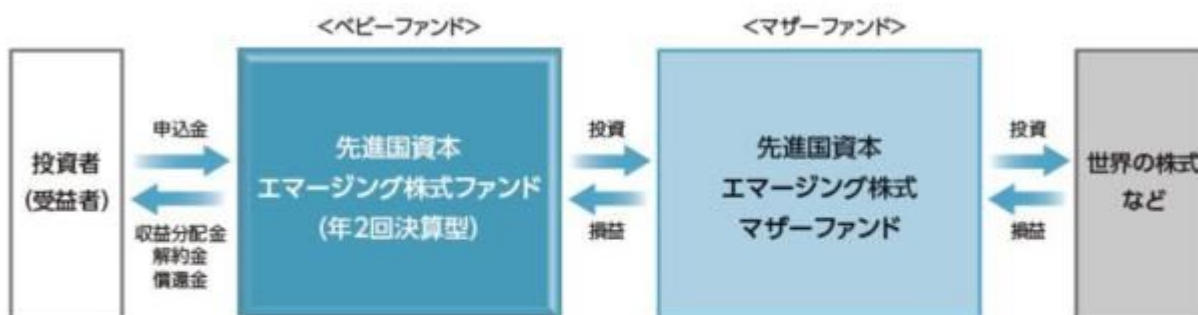 <ベビーファンド>
<マザーファンド>
投資者
(受益者)
申込金
収益分配金
解約金
償還金
先進国資本
エマージング株式ファンド
(年2回決算型)
投資
損益
先進国資本
エマージング株式
マザーファンド
投資
損益
世界の株式
など